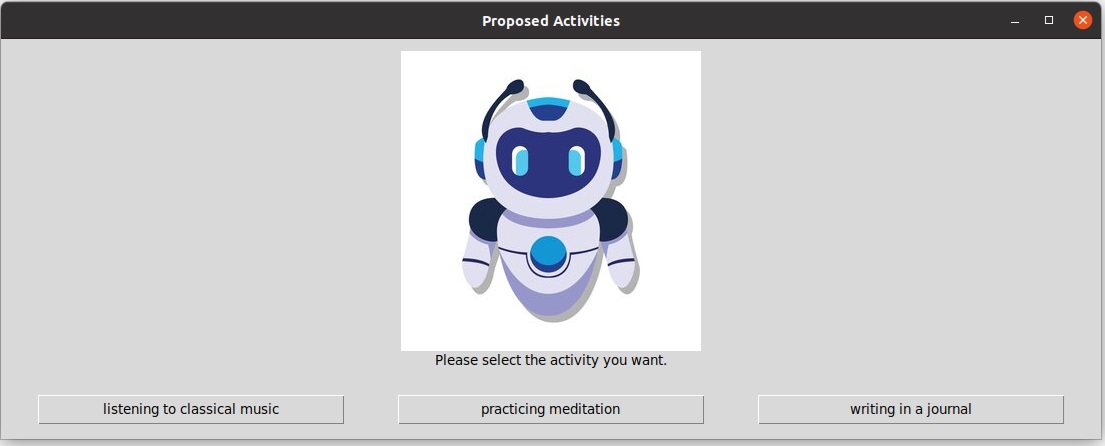 Proposed Activities
Please select the activity you want.
listening to classical music
practicing meditation
writing in a journal